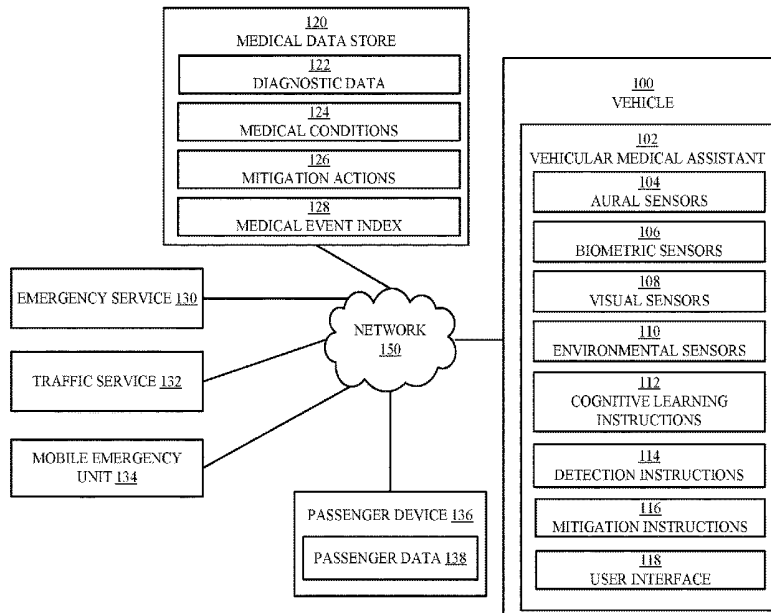 120
MEDICAL DATA STORE
122
DIAGNOSTIC DATA
124
MEDICAL CONDITIONS
126
MITIGATION ACTIONS
128
MEDICAL EVENT INDEX
EMERGENCY SERVICE 130
TRAFFIC SERVICE 132
MOBILE EMERGENCY
UNIT 134
NETWORK
150
PASSENGER DEVICE 136
PASSENGER DATA 138
100
VEHICLE
102
VEHICULAR MEDICAL ASSISTANT
104
AURAL SENSORS
106
BIOMETRIC SENSORS
108
VISUAL SENSORS
110
ENVIRONMENTAL SENSORS
112
COGNITIVE LEARNING
INSTRUCTIONS
114
DETECTION INSTRUCTIONS
116
MITIGATION INSTRUCTIONS
118
USER INTERFACE